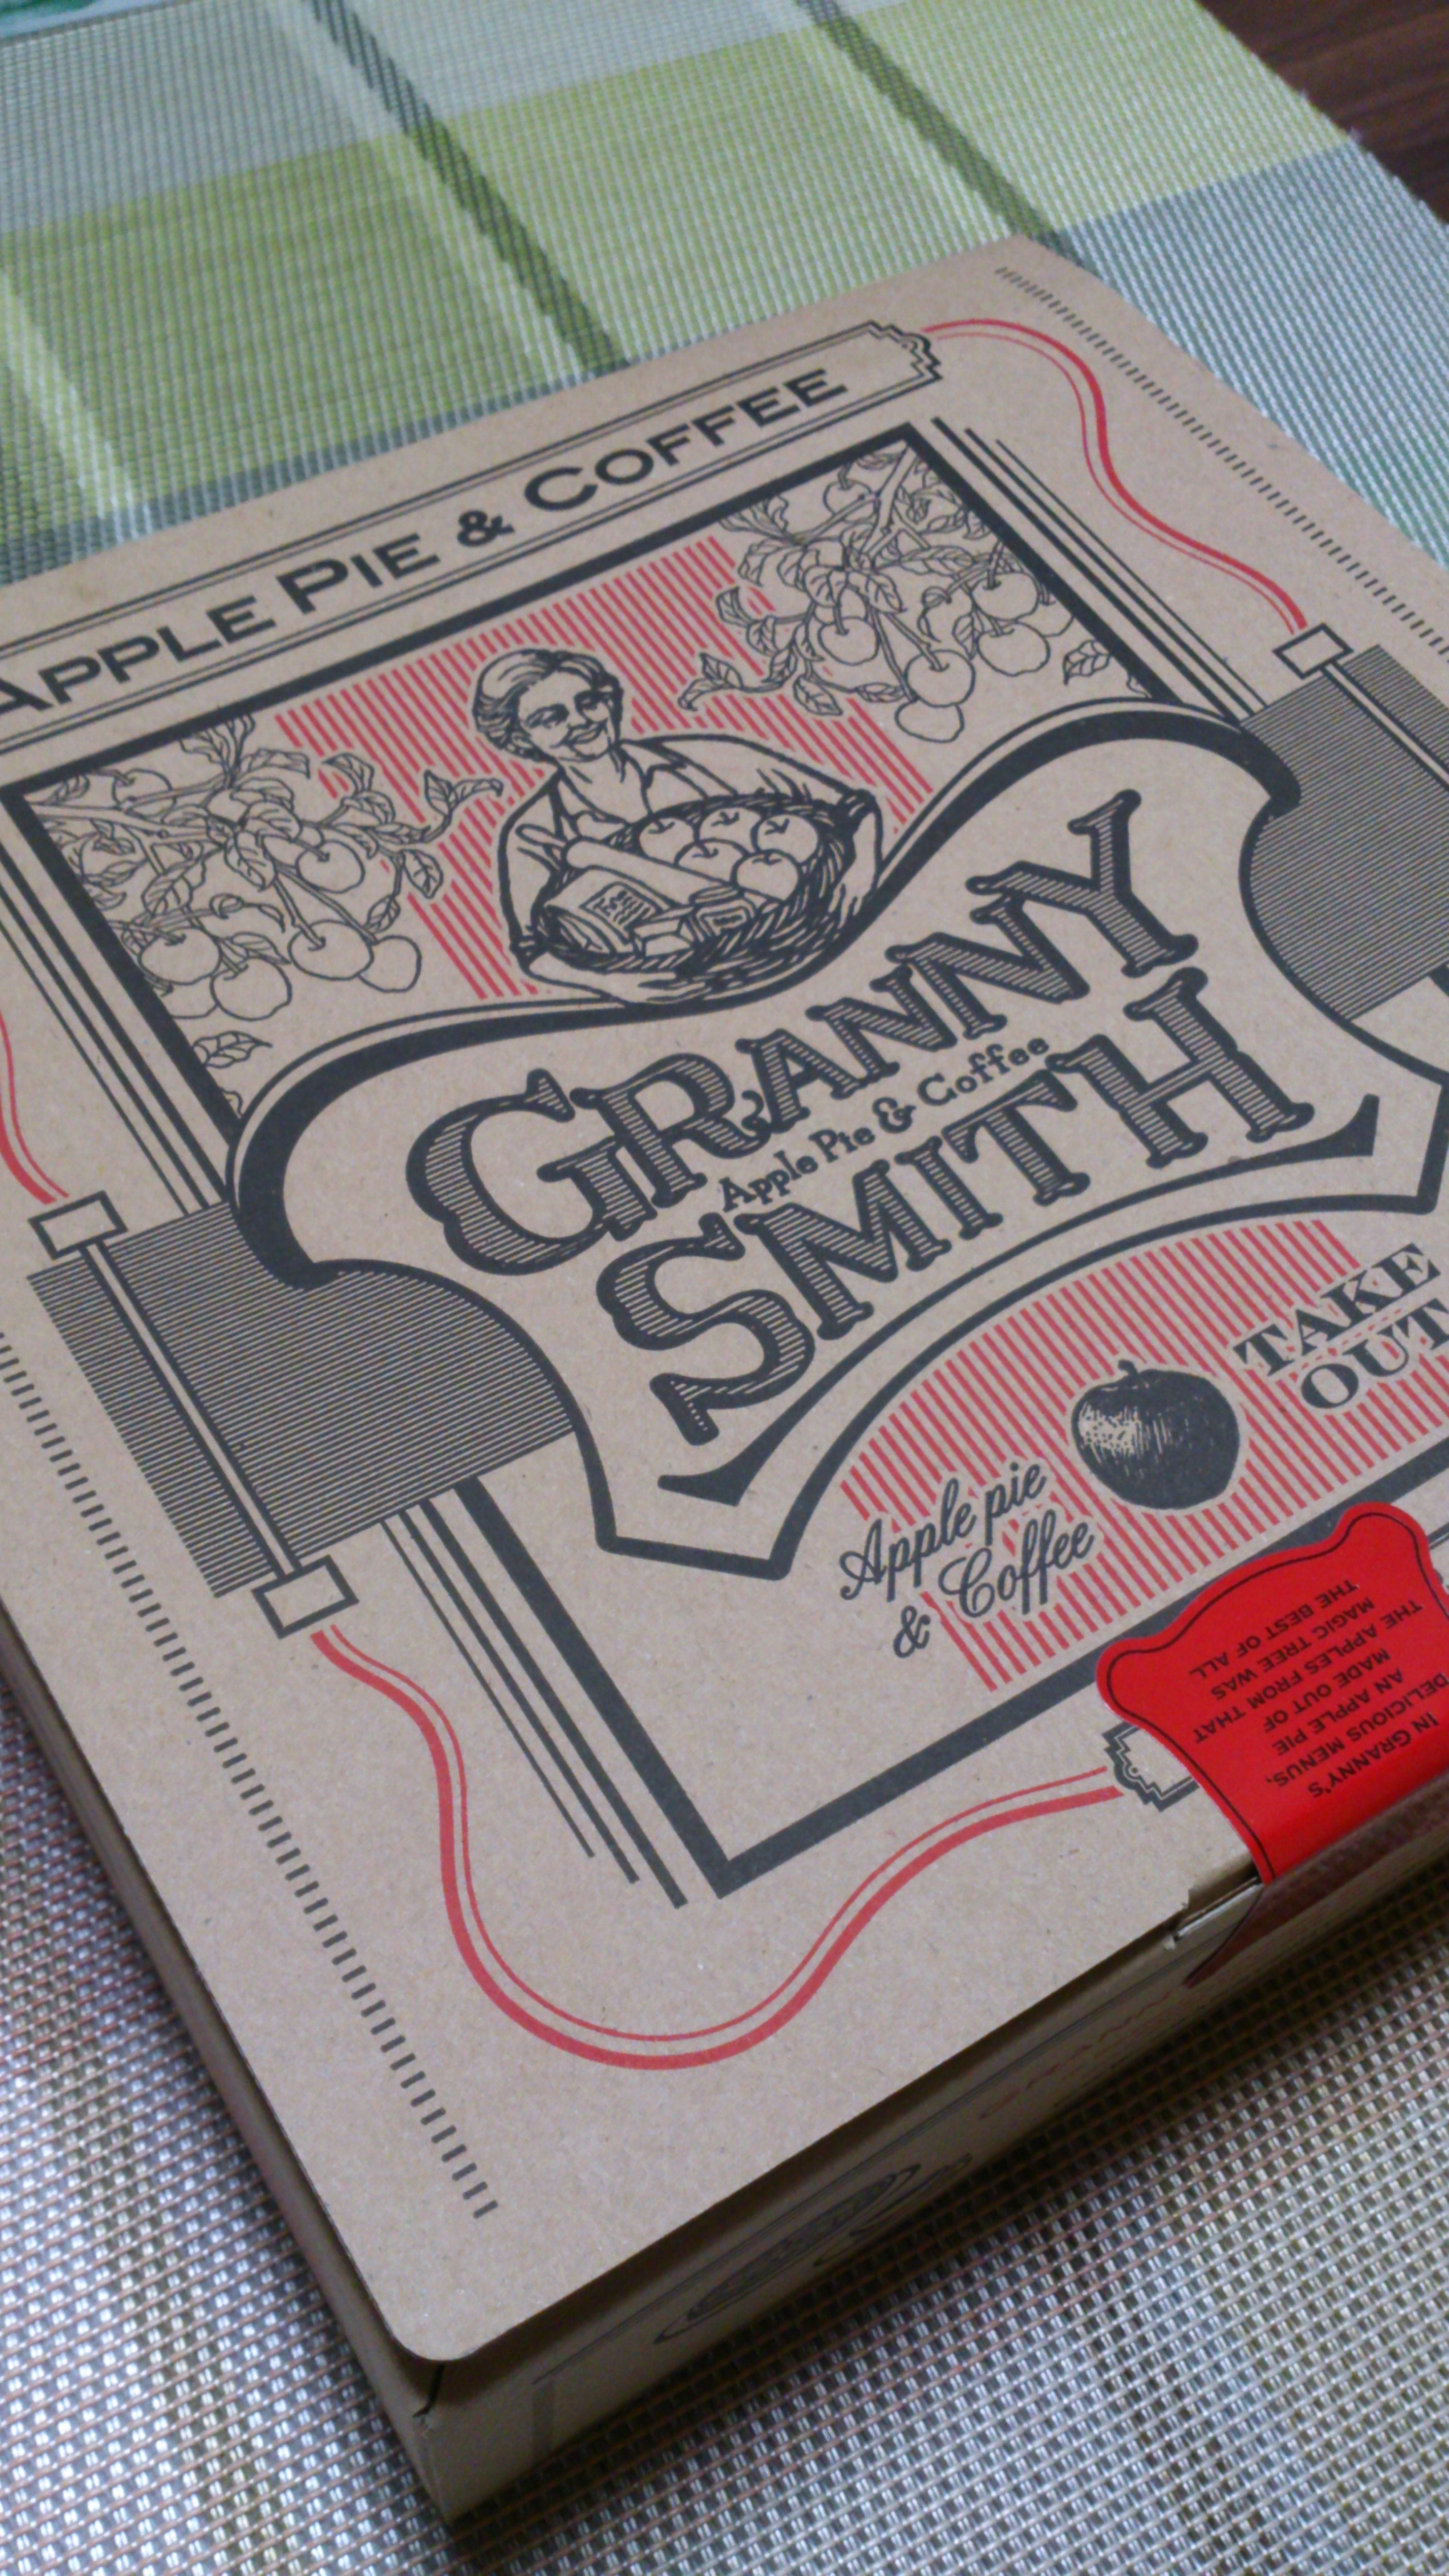 APPLE PIE & COFFEE
GRANNY
Apple Pie & Coffee
SMITH
TAKE
OUT
Apple pie
& Coffee
IN GRANNY'S
DELICIOUS MENUS,
AN APPLE PIE
MADE OUT OF
THE APPLES FROM THAT
MAGIC TREE WAS
THE BEST OF ALL